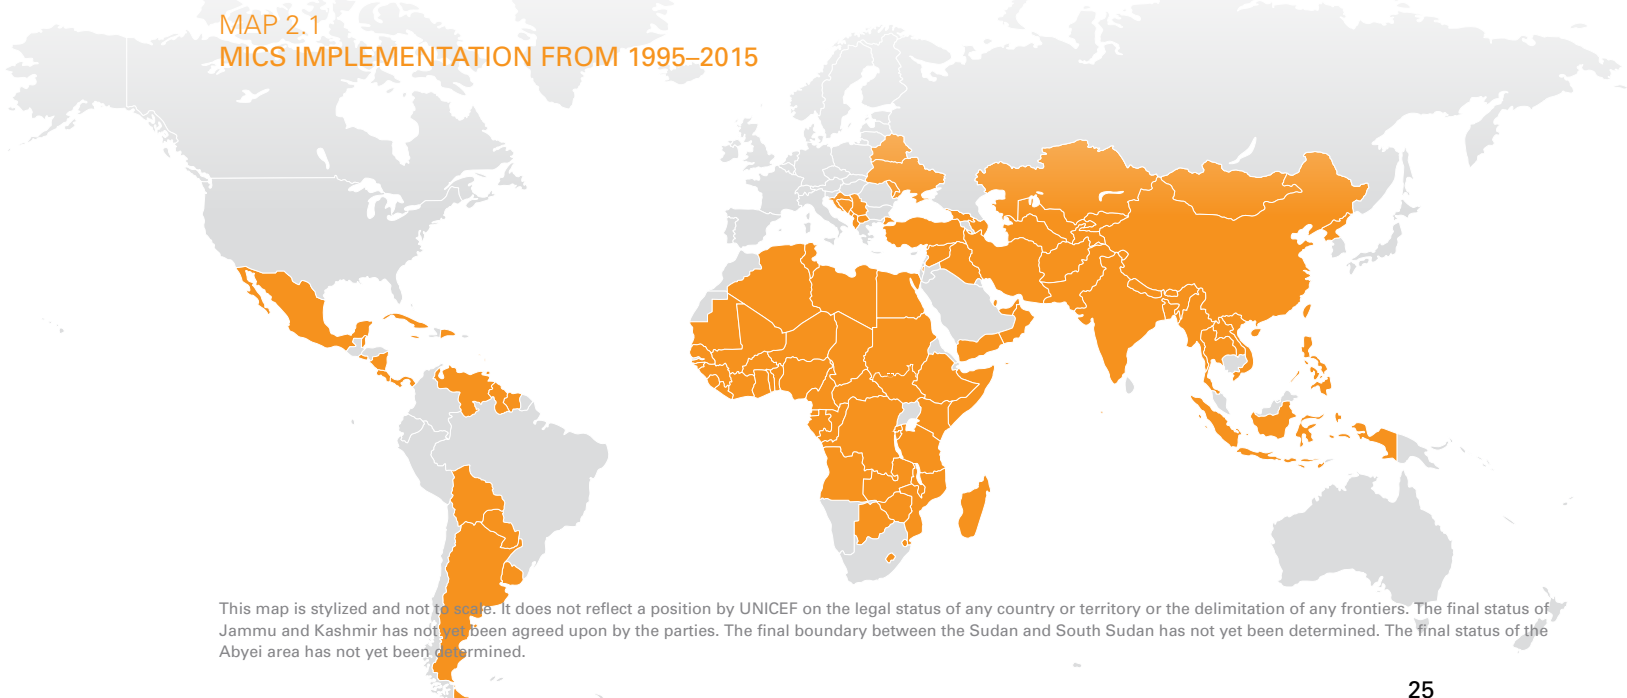 MAP 2.1
MICS IMPLEMENTATION FROM 1995–2015
This map is stylized and not to scale. It does not reflect a position by UNICEF on the legal status of any country or territory or the delimitation of any frontiers. The final status of
Jammu and Kashmir has not yet been agreed upon by the parties. The final boundary between the Sudan and South Sudan has not yet been determined. The final status of the
Abyei area has not yet been determined.
25